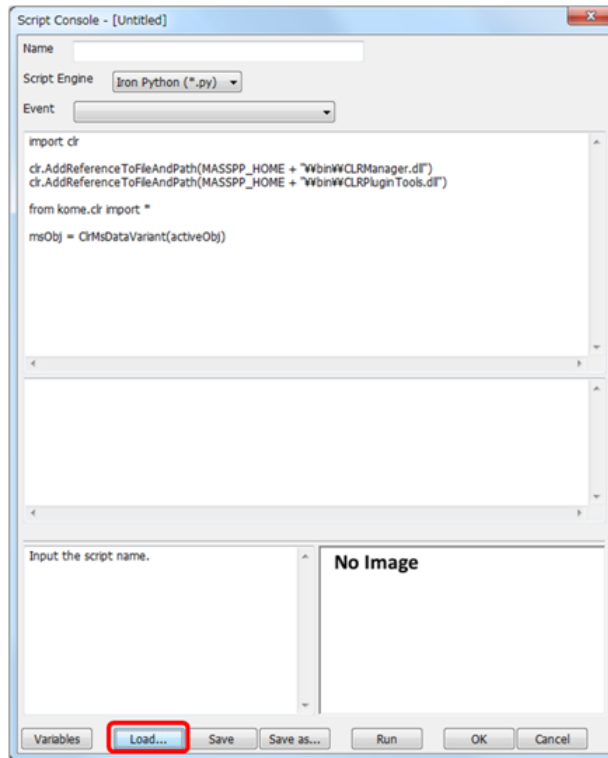 Script Console - [Untitled]
Name
Script Engine Iron Python (*.py)
Event
import clr
clr.AddReferenceToFileAndPath(MASSPP_HOME + "¥¥bin¥¥CLRManager.dll")
clr.AddReferenceToFileAndPath(MASSPP_HOME + "¥¥bin¥¥CLRPluginTools.dll")
from kome.clr import *
msObj = ClrMsDataVariant(activeObj)
Input the script name.
No Image
Variables Load... Save Save as... Run OK Cancel